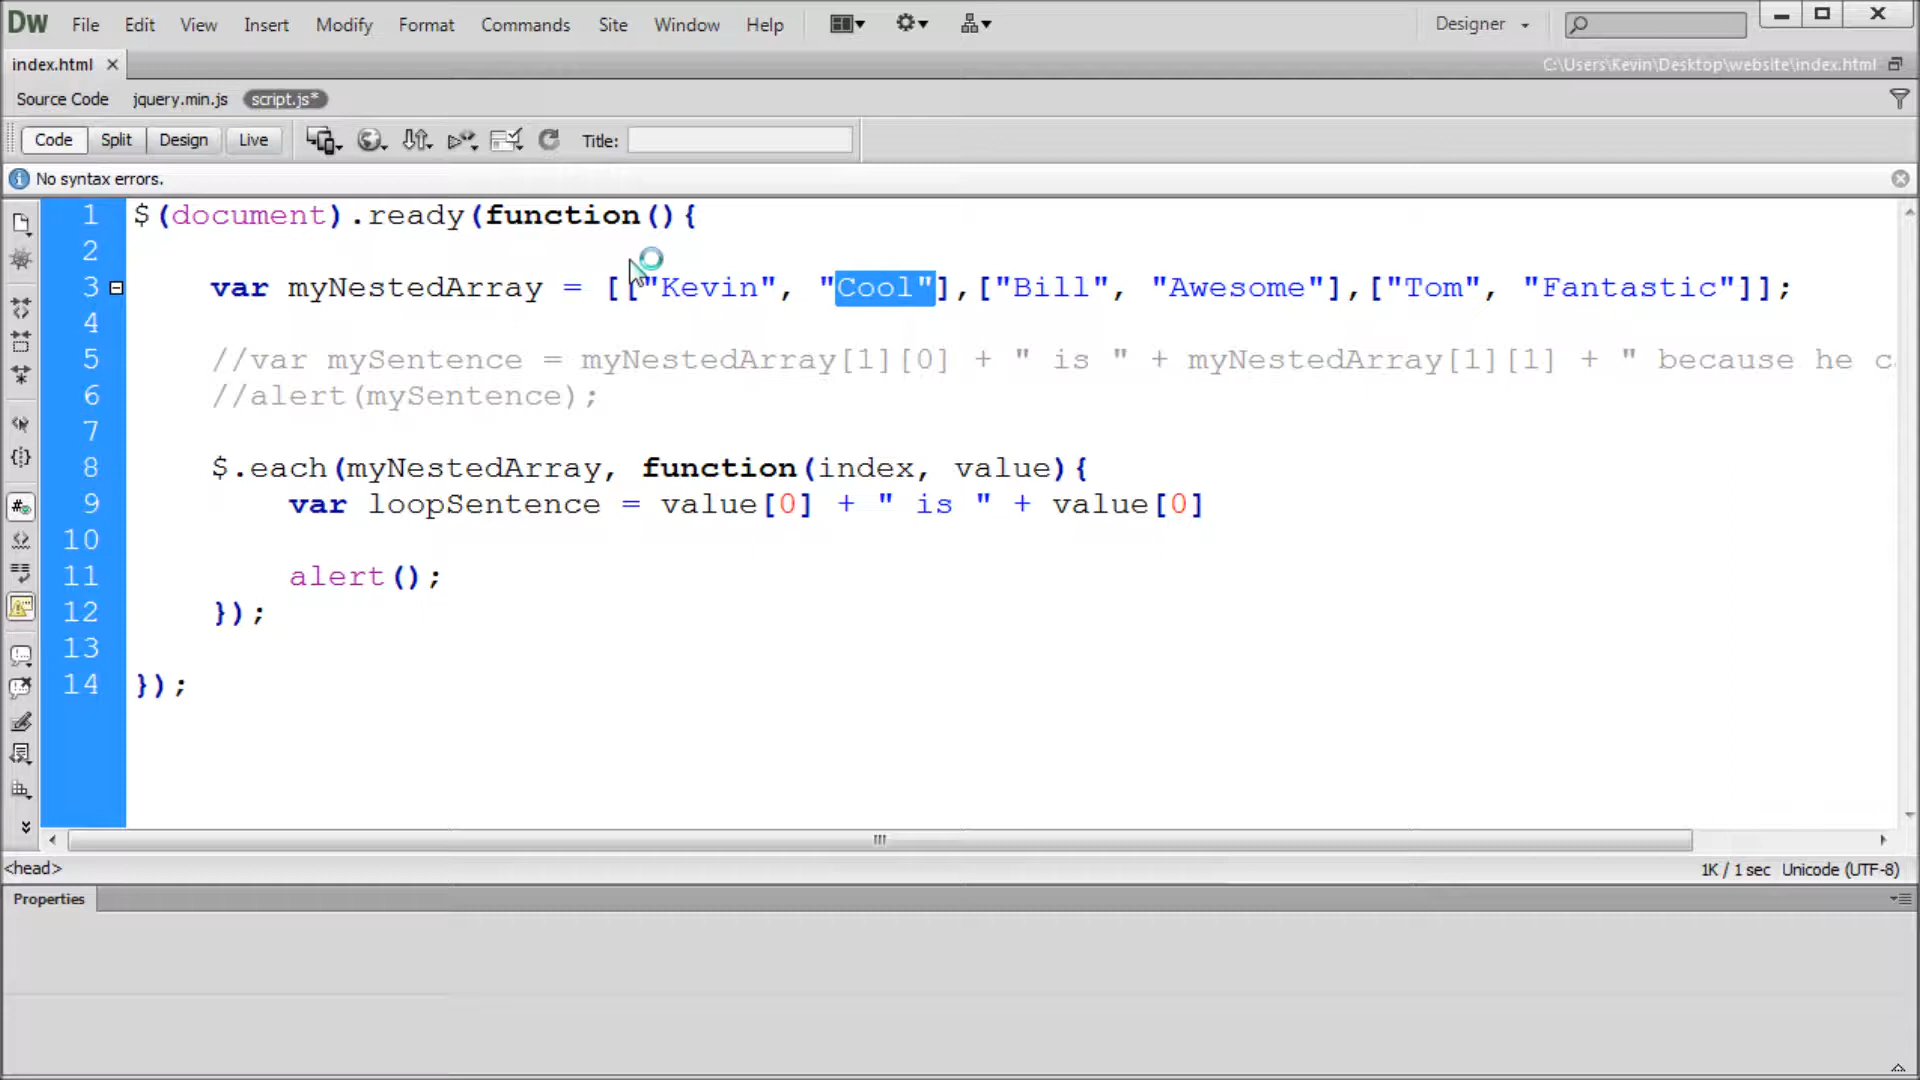 DW File Edit View Insert Modify Format Commands Site Window Help Designer
index.html C:\Users\Kevin\Desktop\website\index.html
Source Code jquery.min.js script.js*
Code Split Design Live Title:
No syntax errors.
1 $(document).ready(function(){
2
3 var myNestedArray = [["Kevin", "Cool"],["Bill", "Awesome"],["Tom", "Fantastic"]];
4
5 //var mySentence = myNestedArray[1][0] + " is " + myNestedArray[1][1] + " because he
6 //alert(mySentence);
7
8 $.each(myNestedArray, function(index, value){
9 var loopSentence = value[0] + " is " + value[0]
10
11 alert();
12 });
13
14 });
<head> 1K / 1 sec Unicode (UTF-8)
Properties